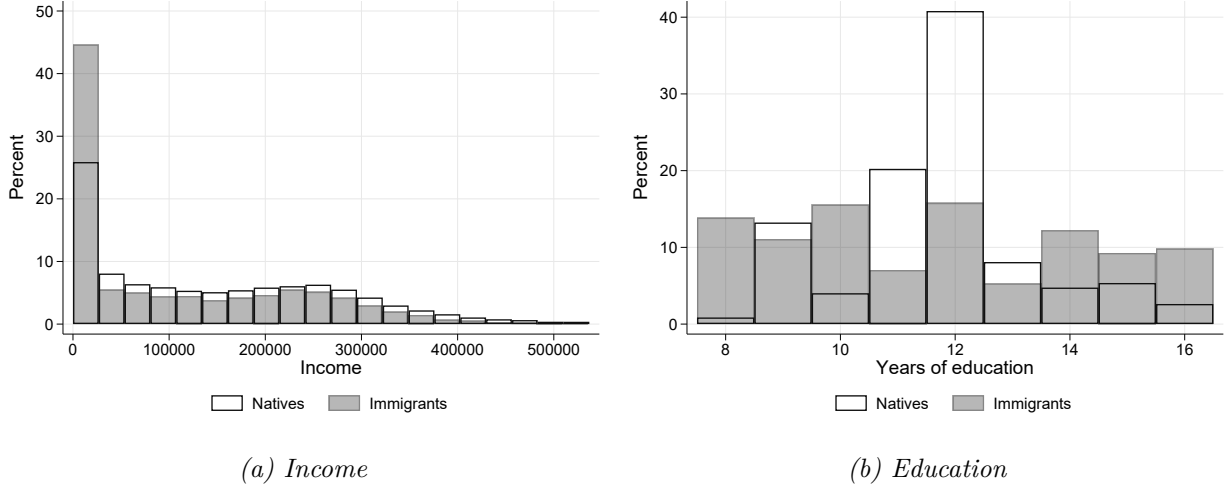 50
40
30
20
10
0
Percent
0 100000 200000 300000 400000 500000
Income
Natives Immigrants
(a) Income
40
30
20
10
0
Percent
8 10 12 14 16
Years of education
Natives Immigrants
(b) Education